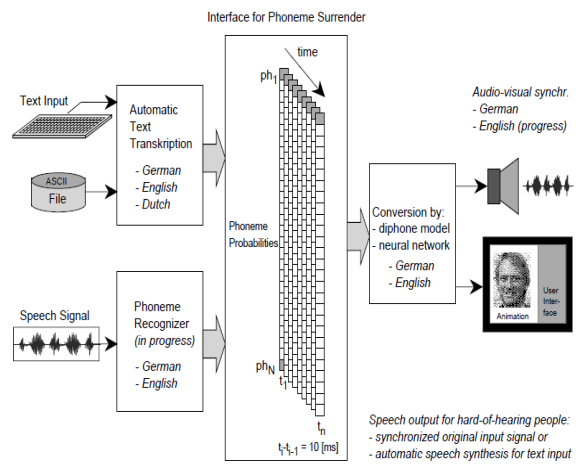 Interface for Phoneme Surrender
Text Input
ASCII
File
Automatic
Text
Transkription
- German
- English
- Dutch
Speech Signal
Phoneme
Recognizer
(in progress)
- German
- English
time
ph1
Phoneme
Probabilities
phN
t1
tn
ti-ti-1 = 10 [ms]
Conversion by:
- diphone model
- neural network
- German
- English
Audio-visual synchr.
- German
- English (progress)
Animation
User
Inter-
face
Speech output for hard-of-hearing people:
- synchronized original input signal or
- automatic speech synthesis for text input